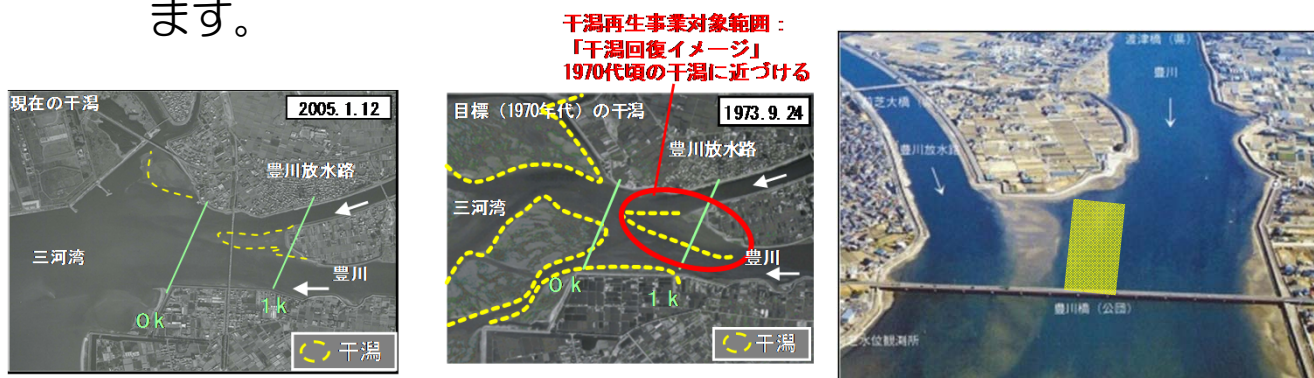 ます。
干潟再生事業対象範囲：
「干潟回復イメージ」
1970代頃の干潟に近づける
現在の干潟
2005.1.12
豊川放水路
三河湾
豊川
0k
1k
干潟
目標（1970年代）の干潟
1973.9.24
豊川放水路
三河湾
豊川
0k
1k
干潟
渡津橋（県）
豊川
芝大橋
豊川放水路
豊川橋（公団）
水位観測所